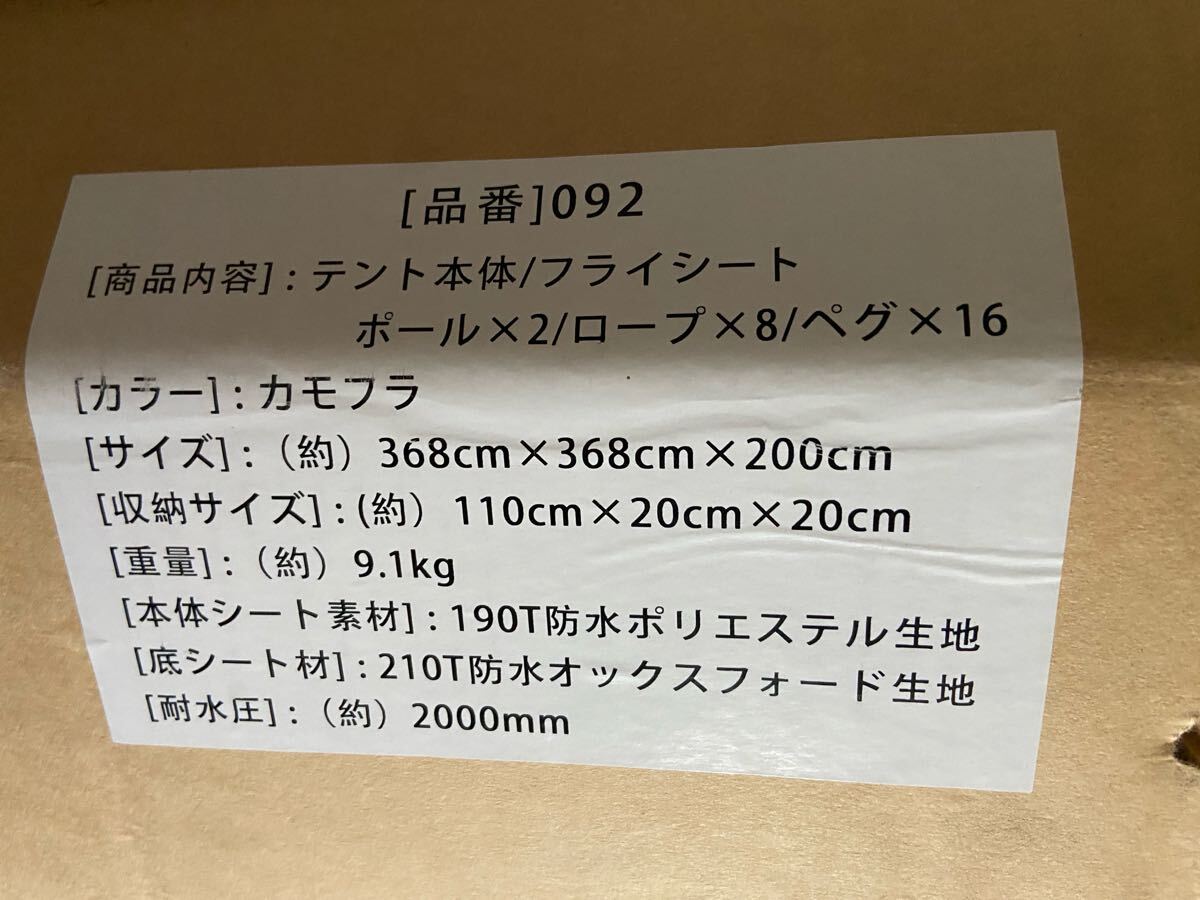 [品番]092
[商品内容] : テント本体/フライシート
ポール×2/ロープ×8/ペグ×16
[カラー] : カモフラ
[サイズ] : （約）368cm×368cm×200cm
[収納サイズ] : (約）110cm×20cm×20cm
[重量] : （約）9.1kg
[本体シート素材] : 190T防水ポリエステル生地
[底シート材] : 210T防水オックスフォード生地
[耐水圧] : （約）2000mm